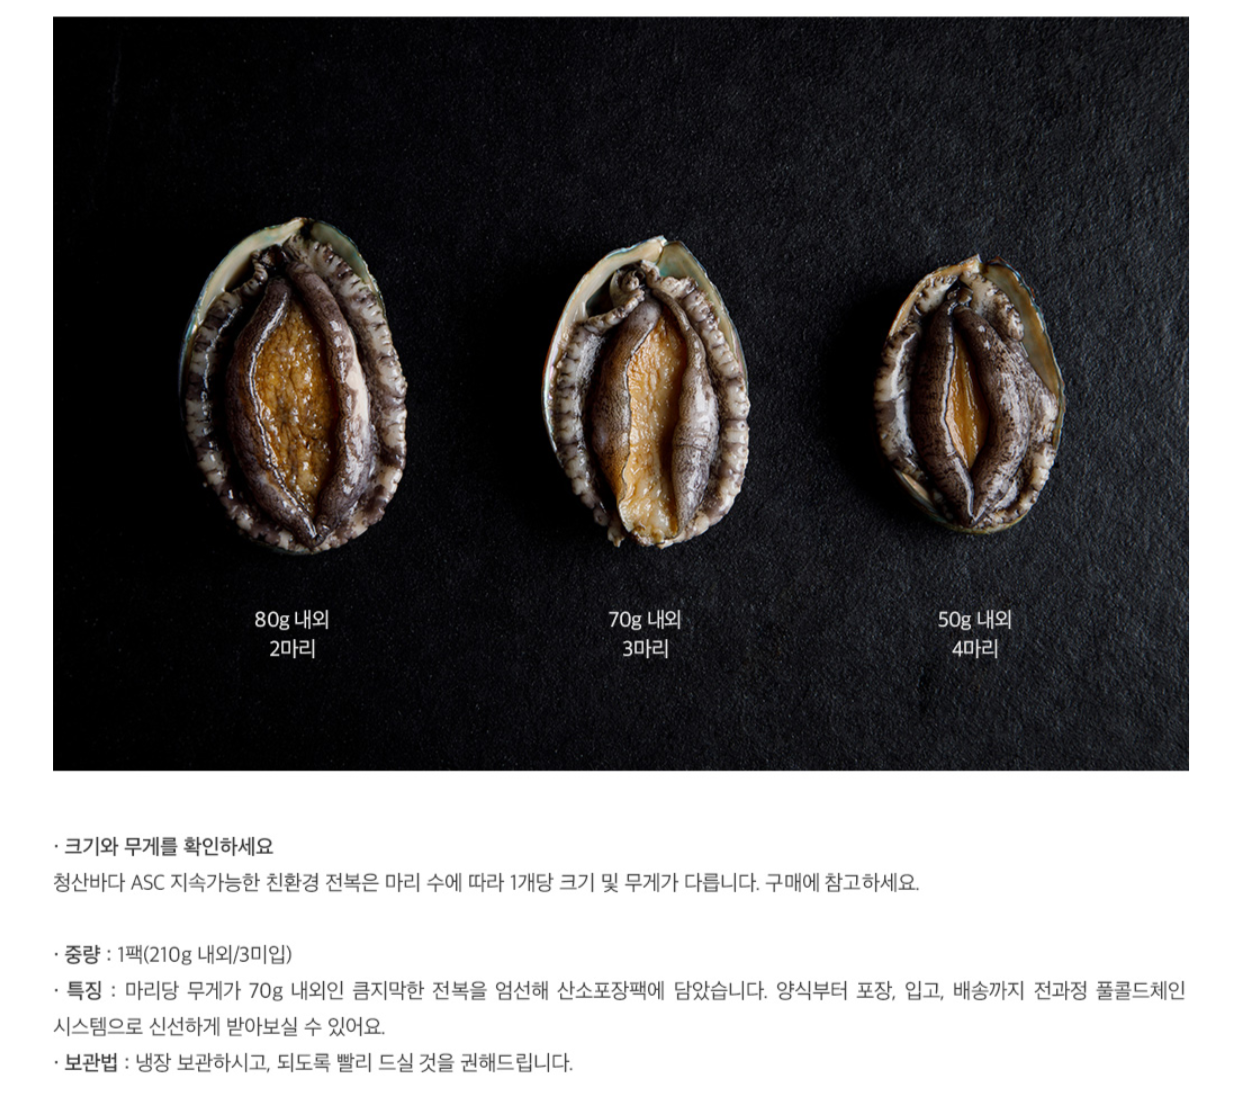 80g 내외
2마리
70g 내외
3마리
50g 내외
4마리
· 크기와 무게를 확인하세요
청산바다 ASC 지속가능한 친환경 전복은 마리 수에 따라 1개당 크기 및 무게가 다릅니다. 구매에 참고하세요.
· 중량 : 1팩(210g 내외/3미입)
· 특징 : 마리당 무게가 70g 내외인 큼지막한 전복을 엄선해 산소포장팩에 담았습니다. 양식부터 포장, 입고, 배송까지 전과정 풀콜드체인
시스템으로 신선하게 받아보실 수 있어요.
· 보관법 : 냉장 보관하시고, 되도록 빨리 드실 것을 권해드립니다.